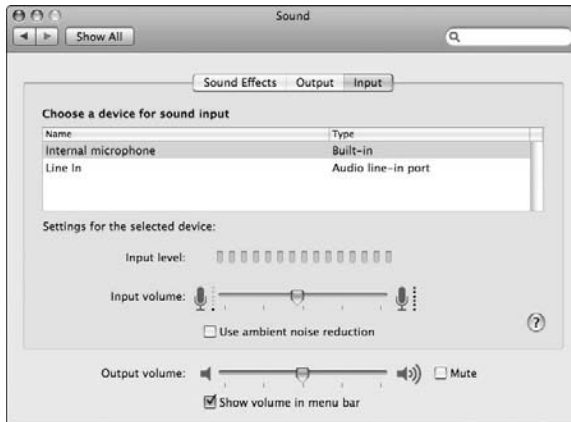 Sound
Show All
Sound Effects Output Input
Choose a device for sound input
Name Type
Internal microphone Built-in
Line In Audio line-in port
Settings for the selected device:
Input level:
Input volume:
Use ambient noise reduction
?
Output volume: Mute
Show volume in menu bar